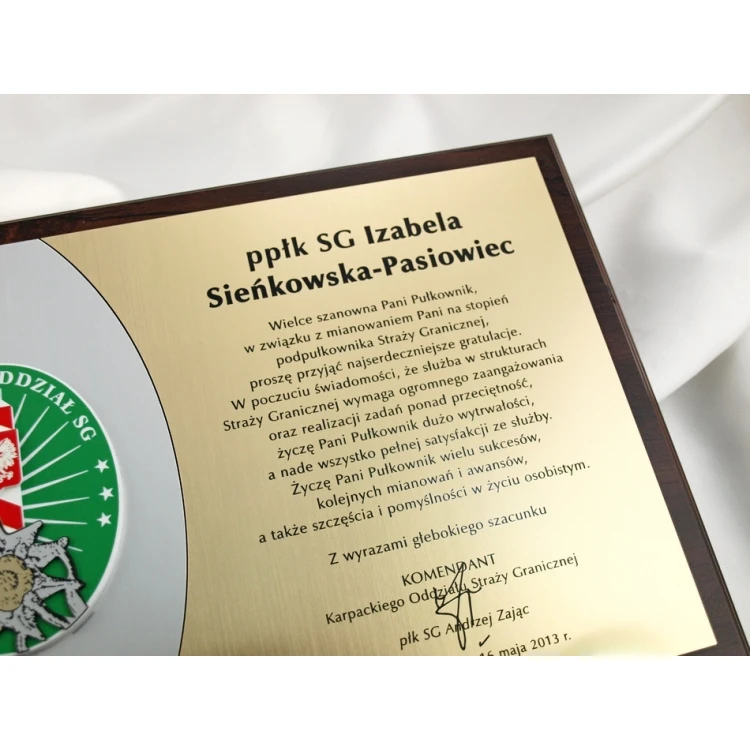 ppłk SG Izabela
Sieńkowska-Pasiowiec
Wielce szanowna Pani Pułkownik,
w związku z mianowaniem Pani na stopień
podpułkownika Straży Granicznej,
proszę przyjąć najserdeczniejsze gratulacje.
W poczuciu świadomości, że służba w strukturach
Straży Granicznej wymaga ogromnego zaangażowania
oraz realizacji zadań ponad przeciętność,
życzę Pani Pułkownik dużo wytrwałości,
a nade wszystko pełnej satysfakcji ze służby.
Życzę Pani Pułkownik wielu sukcesów,
kolejnych mianowań i awansów,
a także szczęścia i pomyślności w życiu osobistym.
Z wyrazami głebokiego szacunku
KOMENDANT
Karpackiego Oddziału Straży Granicznej
płk SG Andrzej Zając
16 maja 2013 r.
ODDZIAŁ SG